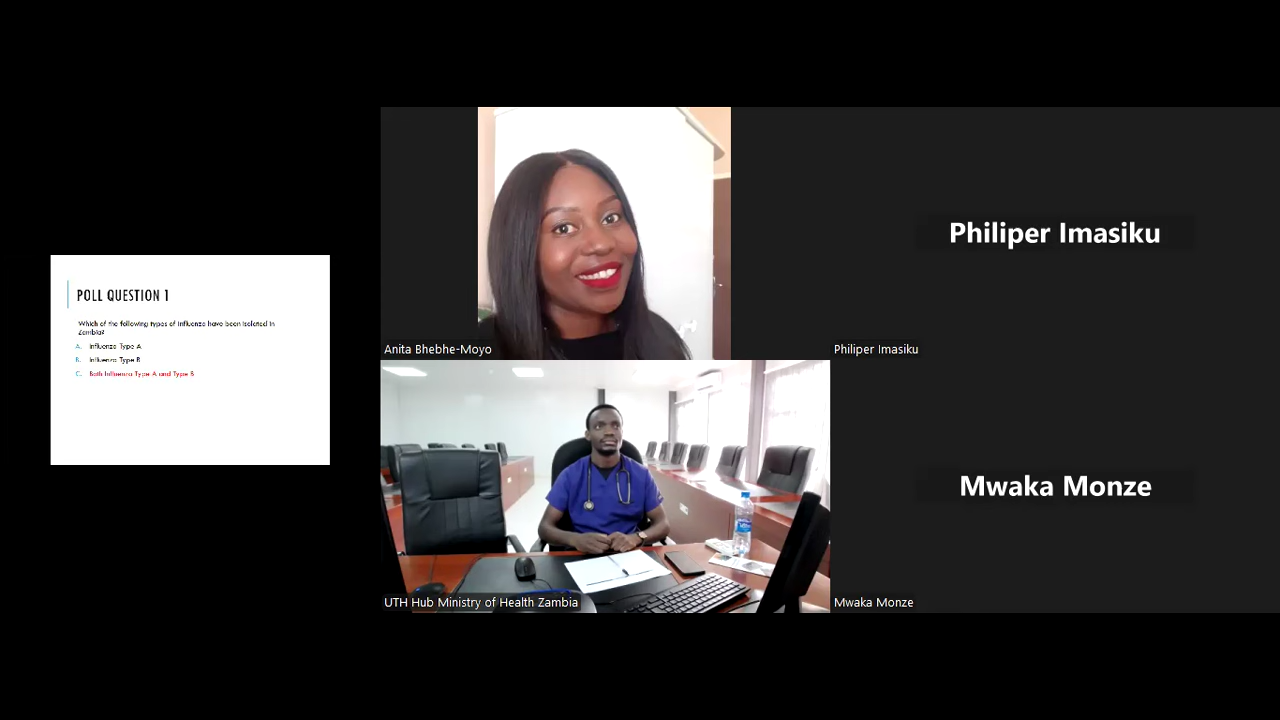 POLL QUESTION 1
Which of the following types of Influenza have been isolated in
Zambia?
A. Influenza Type A
B. Influenza Type B
C. Both Influenza Type A and Type B
Anita Bhebhe-Moyo
Philiper Imasiku
Philiper Imasiku
UTH Hub Ministry of Health Zambia
Mwaka Monze
Mwaka Monze